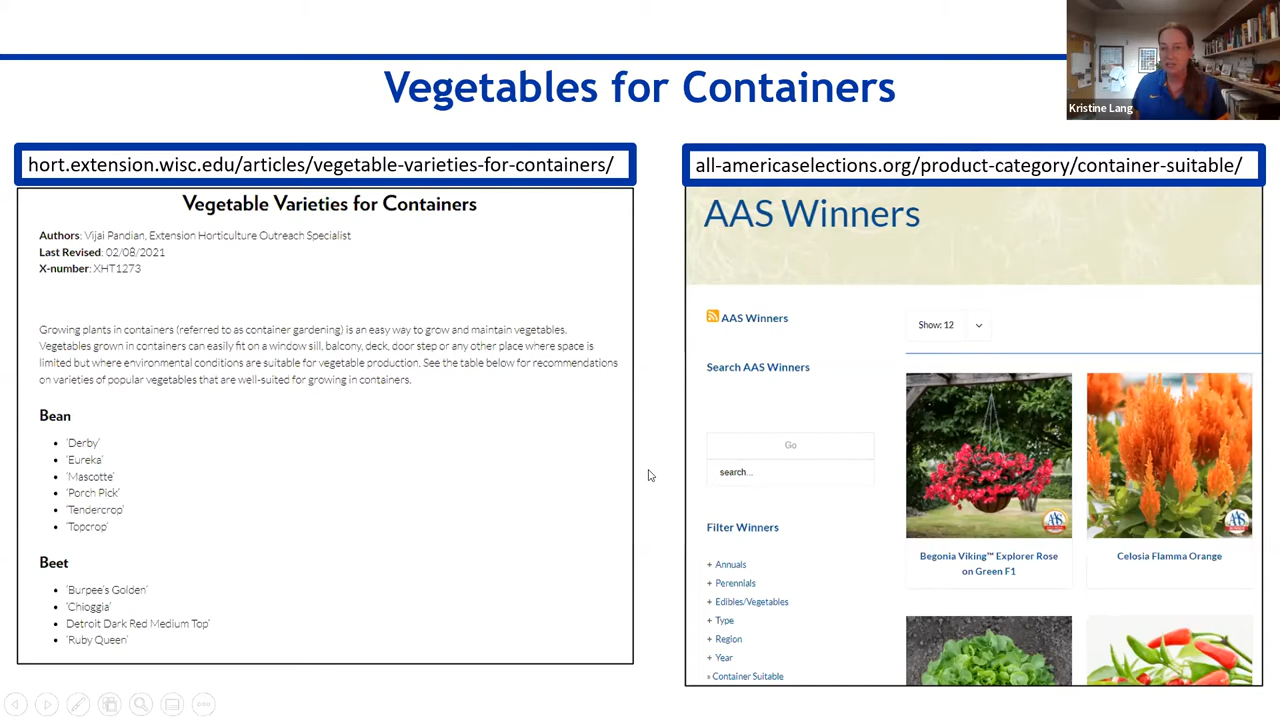 Vegetables for Containers
Kristine Lang
hort.extension.wisc.edu/articles/vegetable-varieties-for-containers/
Vegetable Varieties for Containers
Authors: Vijai Pandian, Extension Horticulture Outreach Specialist
Last Revised: 02/08/2021
X-number: XHT1273
Growing plants in containers (referred to as container gardening) is an easy way to grow and maintain vegetables.
Vegetables grown in containers can easily fit on a window sill, balcony, deck, door step or any other place where space is
limited but where environmental conditions are suitable for vegetable production. See the table below for recommendations
on varieties of popular vegetables that are well-suited for growing in containers.
Bean
• ‘Derby’
• ‘Eureka’
• ‘Mascotte’
• ‘Porch Pick’
• ‘Tendercrop’
• ‘Topcrop’
Beet
• ‘Burpee’s Golden’
• ‘Chioggia’
• Detroit Dark Red Medium Top’
• ‘Ruby Queen’
all-americaselections.org/product-category/container-suitable/
AAS Winners
AAS Winners
Show: 12
Search AAS Winners
Go
search...
Filter Winners
+ Annuals
+ Perennials
+ Edibles/Vegetables
+ Type
+ Region
+ Year
» Container Suitable
AAS
Begonia Viking™ Explorer Rose
on Green F1
AAS
Celosia Flamma Orange